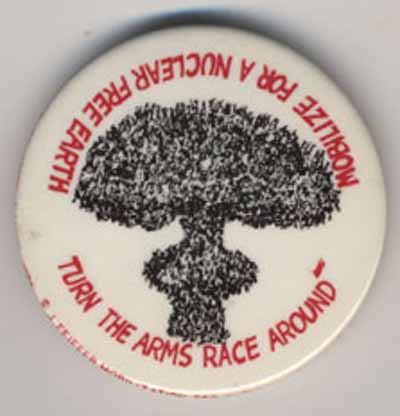 TURN THE ARMS RACE AROUND
MOBILIZE FOR A NUCLEAR FREE EARTH